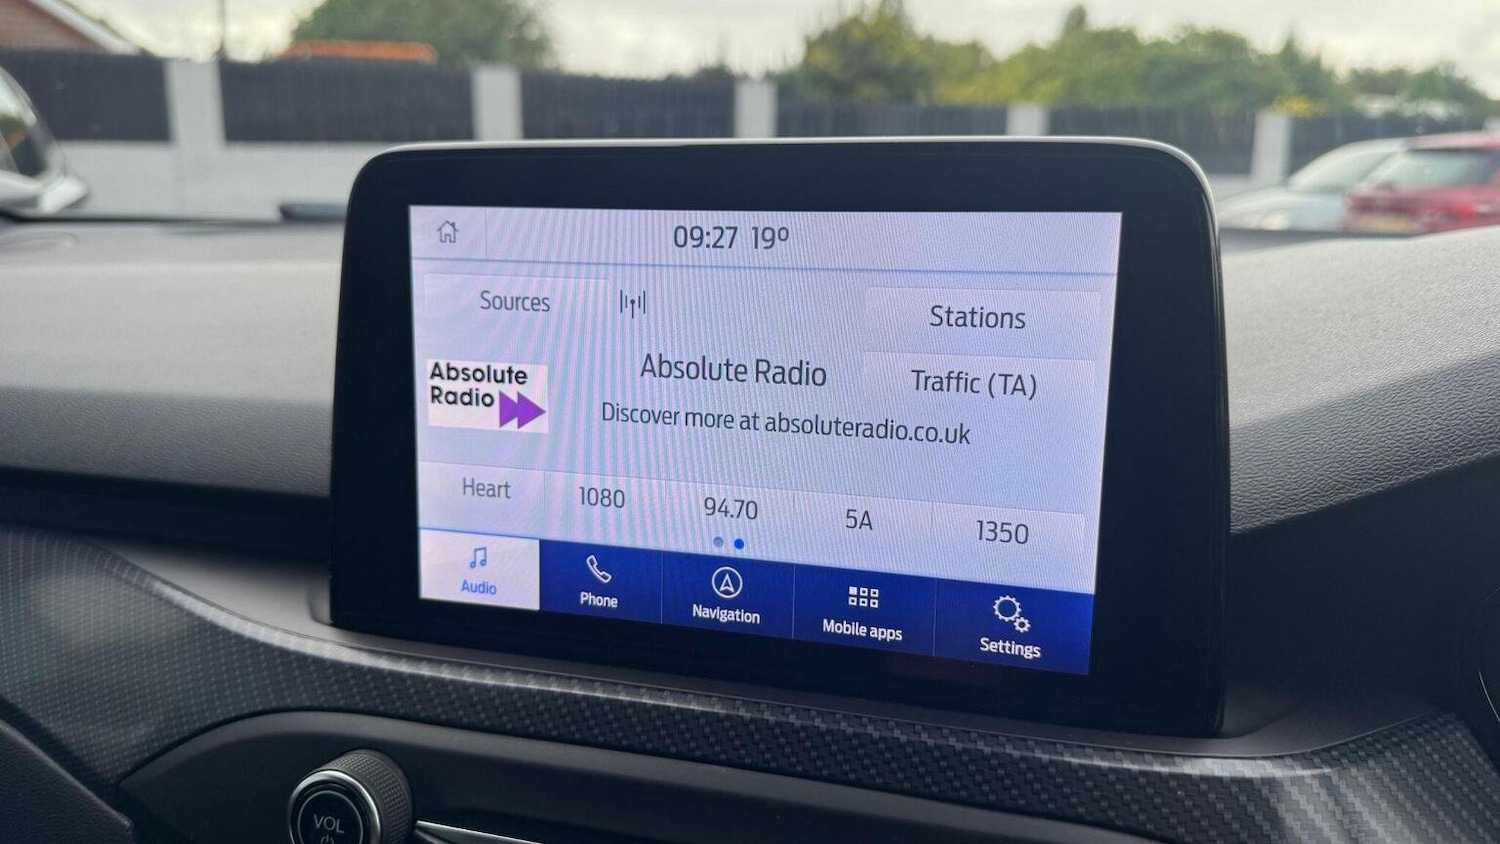 09:27 19º
Sources
Stations
Absolute Radio
Traffic (TA)
Absolute
Radio
Discover more at absoluteradio.co.uk
Heart 1080 94.70 5A 1350
Audio Phone Navigation Mobile apps Settings
VOL